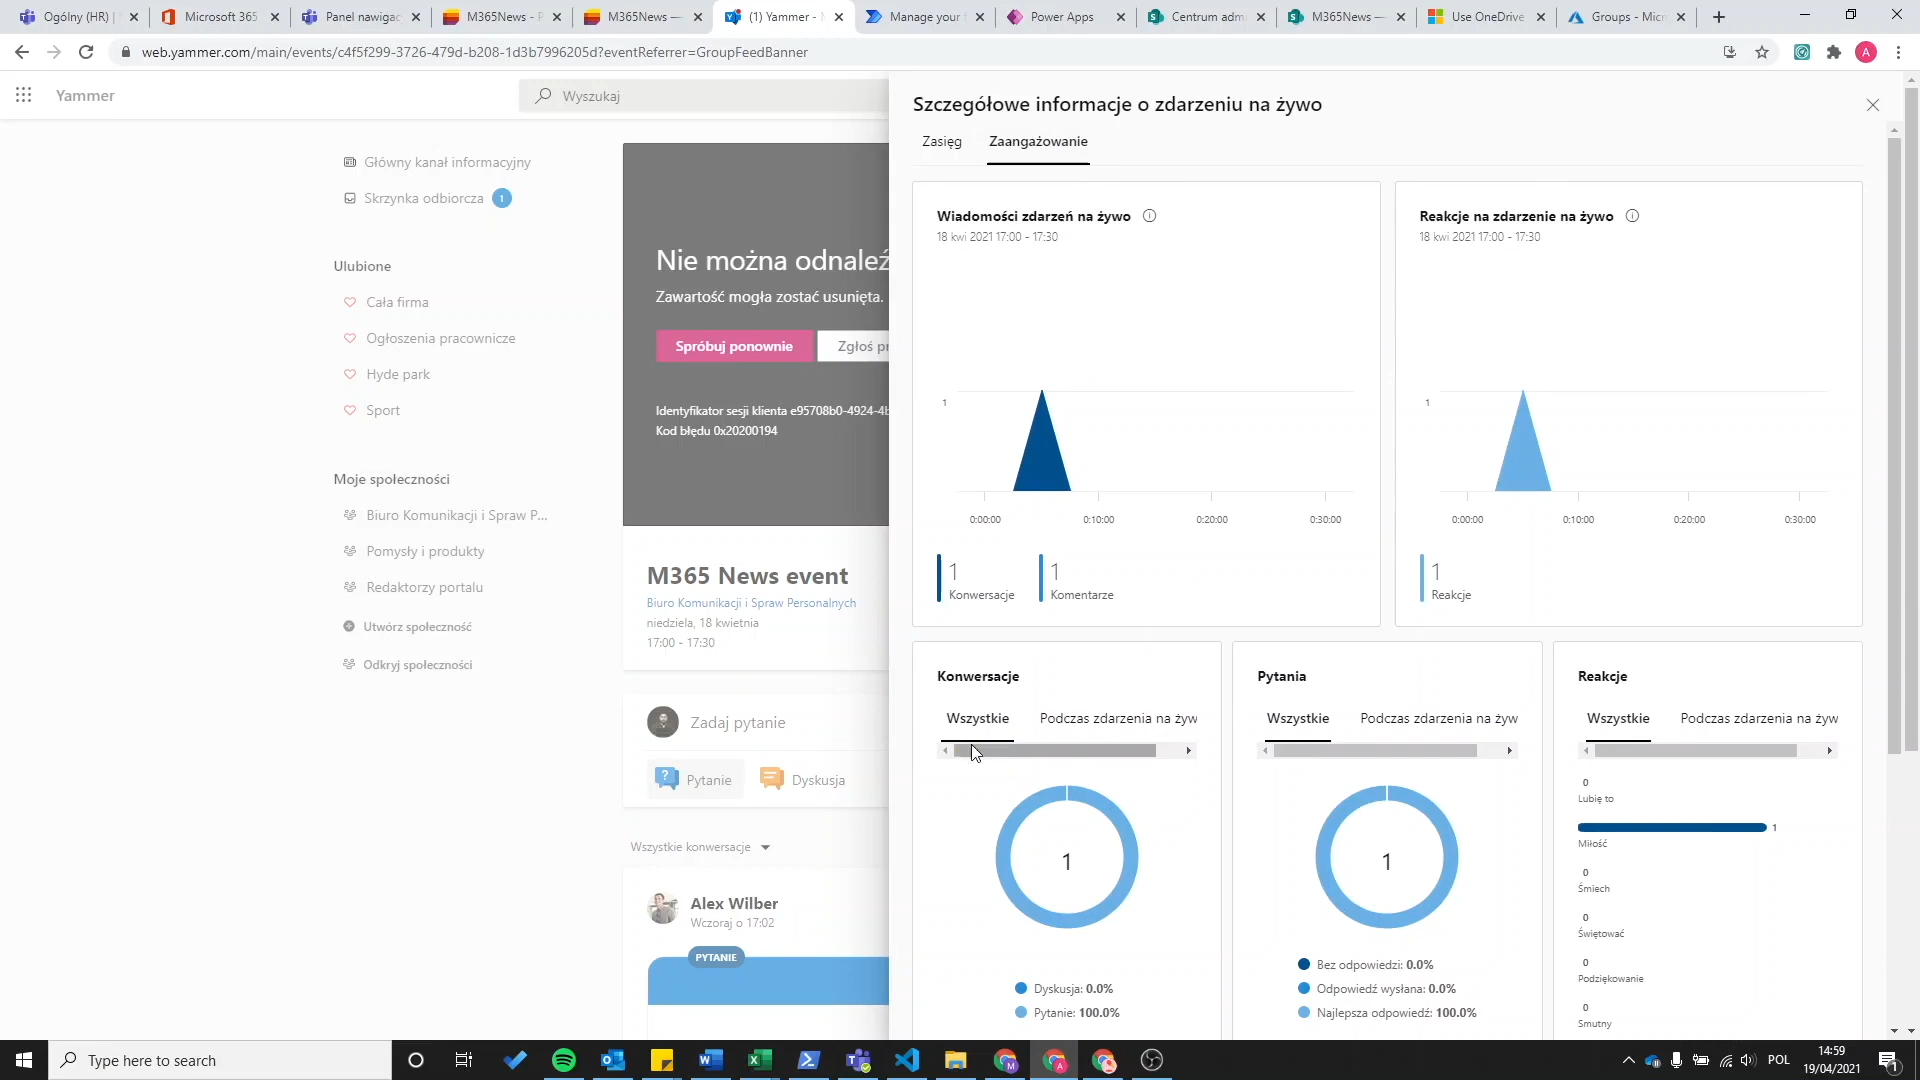 Ogólny (HR) |
Microsoft 365
Panel nawigac
M365News - P
M365News —
(1) Yammer - N
Manage your f
Power Apps
Centrum adm
M365News —
Use OneDrive
Groups - Micr
web.yammer.com/main/events/c4f5f299-3726-479d-b208-1d3b7996205d?eventReferrer=GroupFeedBanner
A
Yammer
Wyszukaj
Główny kanał informacyjny
Skrzynka odbiorcza 1
Ulubione
Cała firma
Ogłoszenia pracownicze
Hyde park
Sport
Moje społeczności
Biuro Komunikacji i Spraw P...
Pomysły i produkty
Redaktorzy portalu
Utwórz społeczność
Odkryj społeczności
Nie można odnaleź
Zawartość mogła zostać usunięta.
Spróbuj ponownie
Zgłoś pr
Identyfikator sesji klienta e95708b0-4924-4b
Kod błędu 0x20200194
M365 News event
Biuro Komunikacji i Spraw Personalnych
niedziela, 18 kwietnia
17:00 - 17:30
Zadaj pytanie
Pytanie
Dyskusja
Wszystkie konwersacje
Alex Wilber
Wczoraj o 17:02
PYTANIE
Szczegółowe informacje o zdarzeniu na żywo
Zasięg
Zaangażowanie
Wiadomości zdarzeń na żywo
18 kwi 2021 17:00 - 17:30
1
0:00:00 0:10:00 0:20:00 0:30:00
1
Konwersacje
1
Komentarze
Reakcje na zdarzenie na żywo
18 kwi 2021 17:00 - 17:30
1
0:00:00 0:10:00 0:20:00 0:30:00
1
Reakcje
Konwersacje
Wszystkie
Podczas zdarzenia na żyw
1
Dyskusja: 0.0%
Pytanie: 100.0%
Pytania
Wszystkie
Podczas zdarzenia na żyw
1
Bez odpowiedzi: 0.0%
Odpowiedź wysłana: 0.0%
Najlepsza odpowiedź: 100.0%
Reakcje
Wszystkie
Podczas zdarzenia na żyw
0
Lubię to
1
Miłość
0
Śmiech
0
Świętować
0
Podziękowanie
0
Smutny
Type here to search
POL
14:59
19/04/2021
1